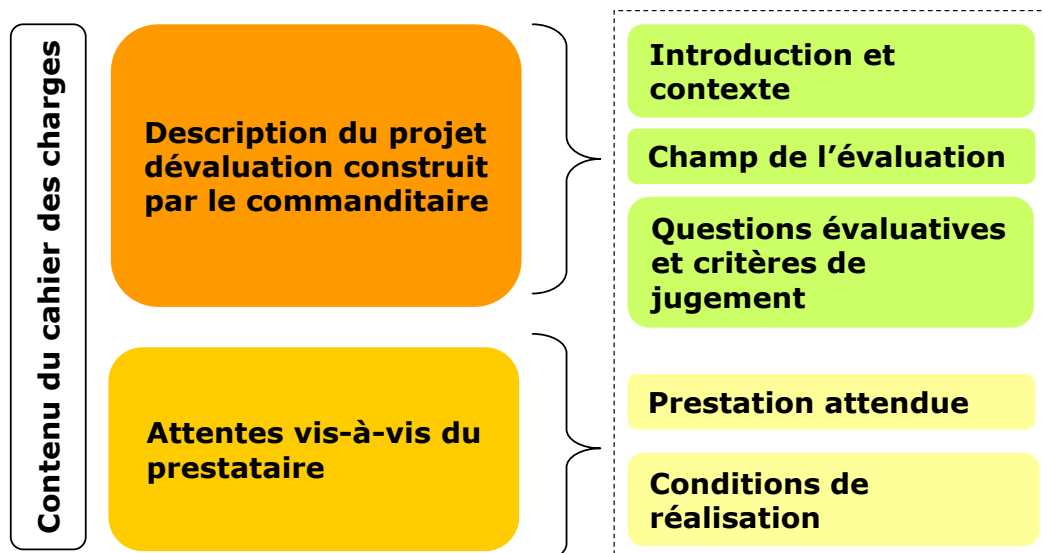 Contenu du cahier des charges
Description du projet
dévaluation construit
par le commanditaire
Introduction et
contexte
Champ de l’évaluation
Questions évaluatives
et critères de
jugement
Attentes vis-à-vis du
prestataire
Prestation attendue
Conditions de
réalisation